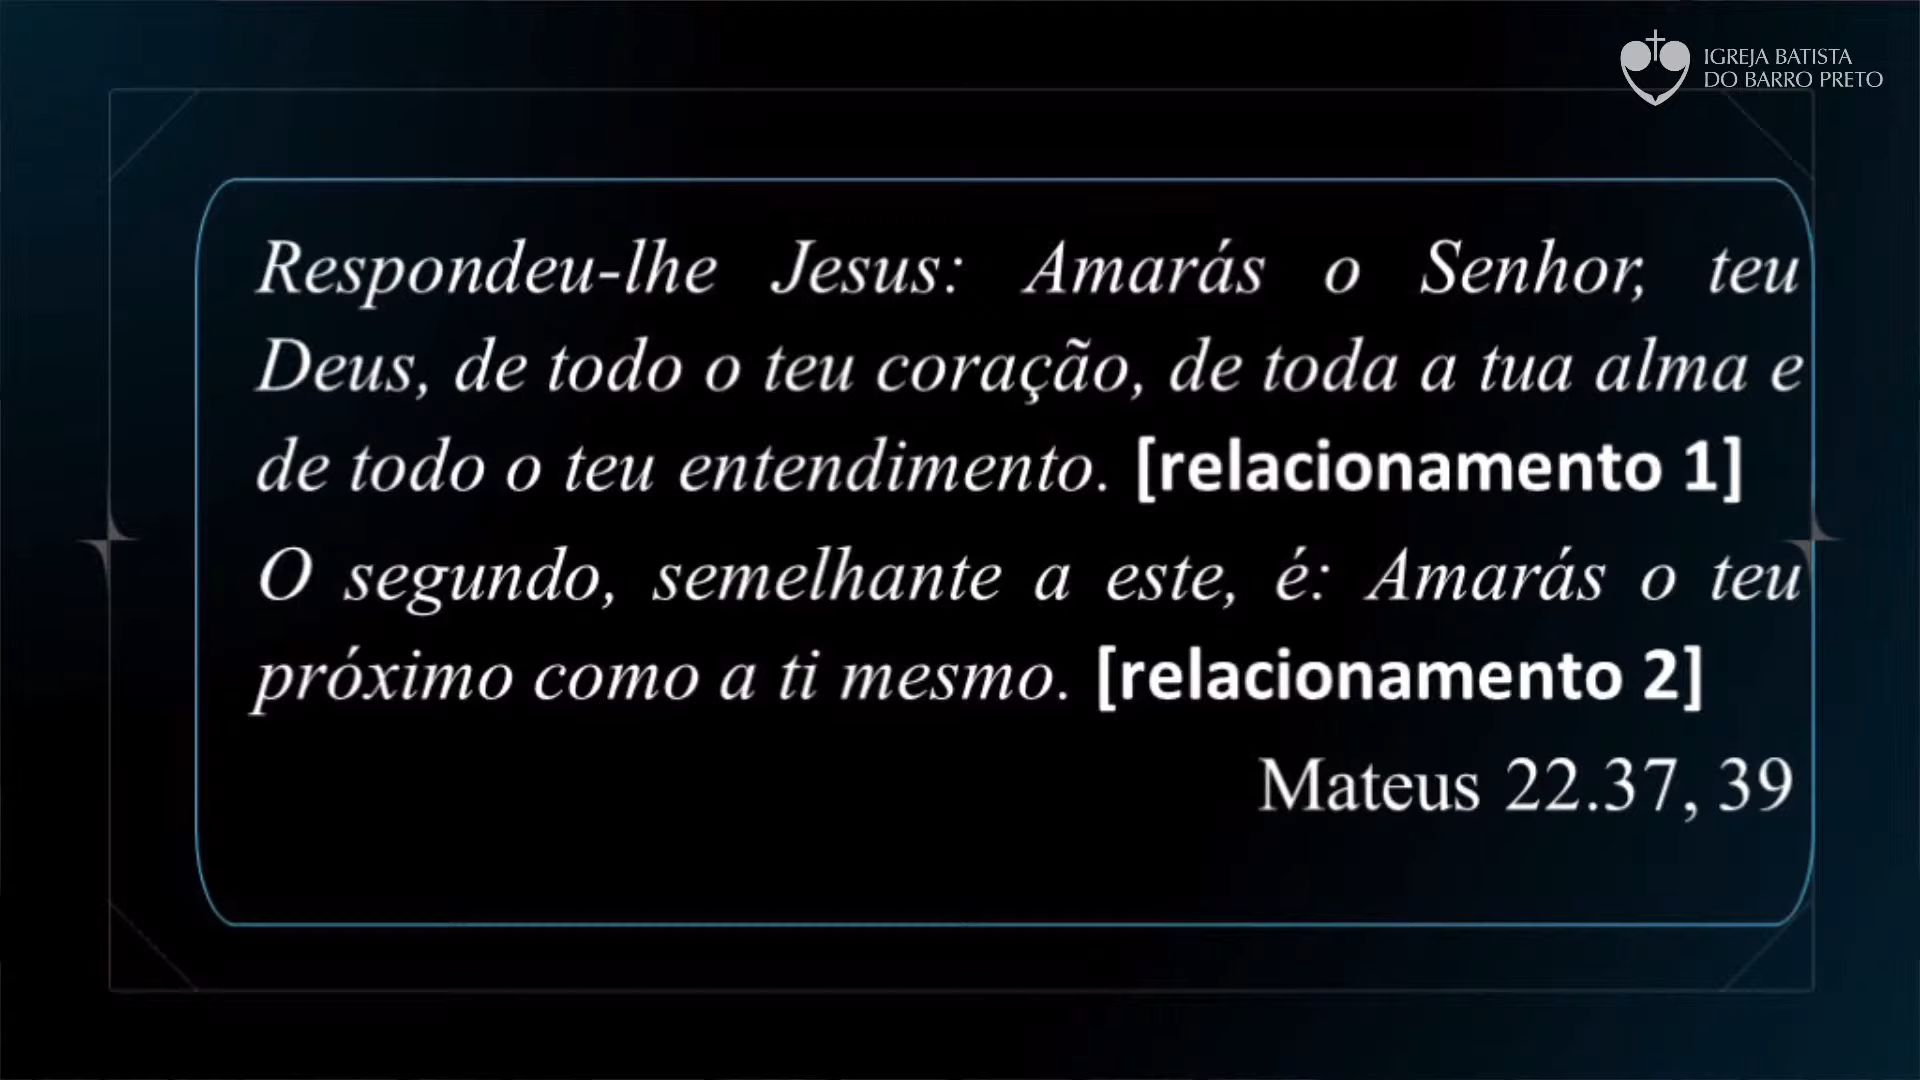 IGREJA BATISTA
DO BARRO PRETO
Respondeu-lhe Jesus: Amarás o Senhor, teu
Deus, de todo o teu coração, de toda a tua alma e
de todo o teu entendimento. [relacionamento 1]
O segundo, semelhante a este, é: Amarás o teu
próximo como a ti mesmo. [relacionamento 2]
Mateus 22.37, 39